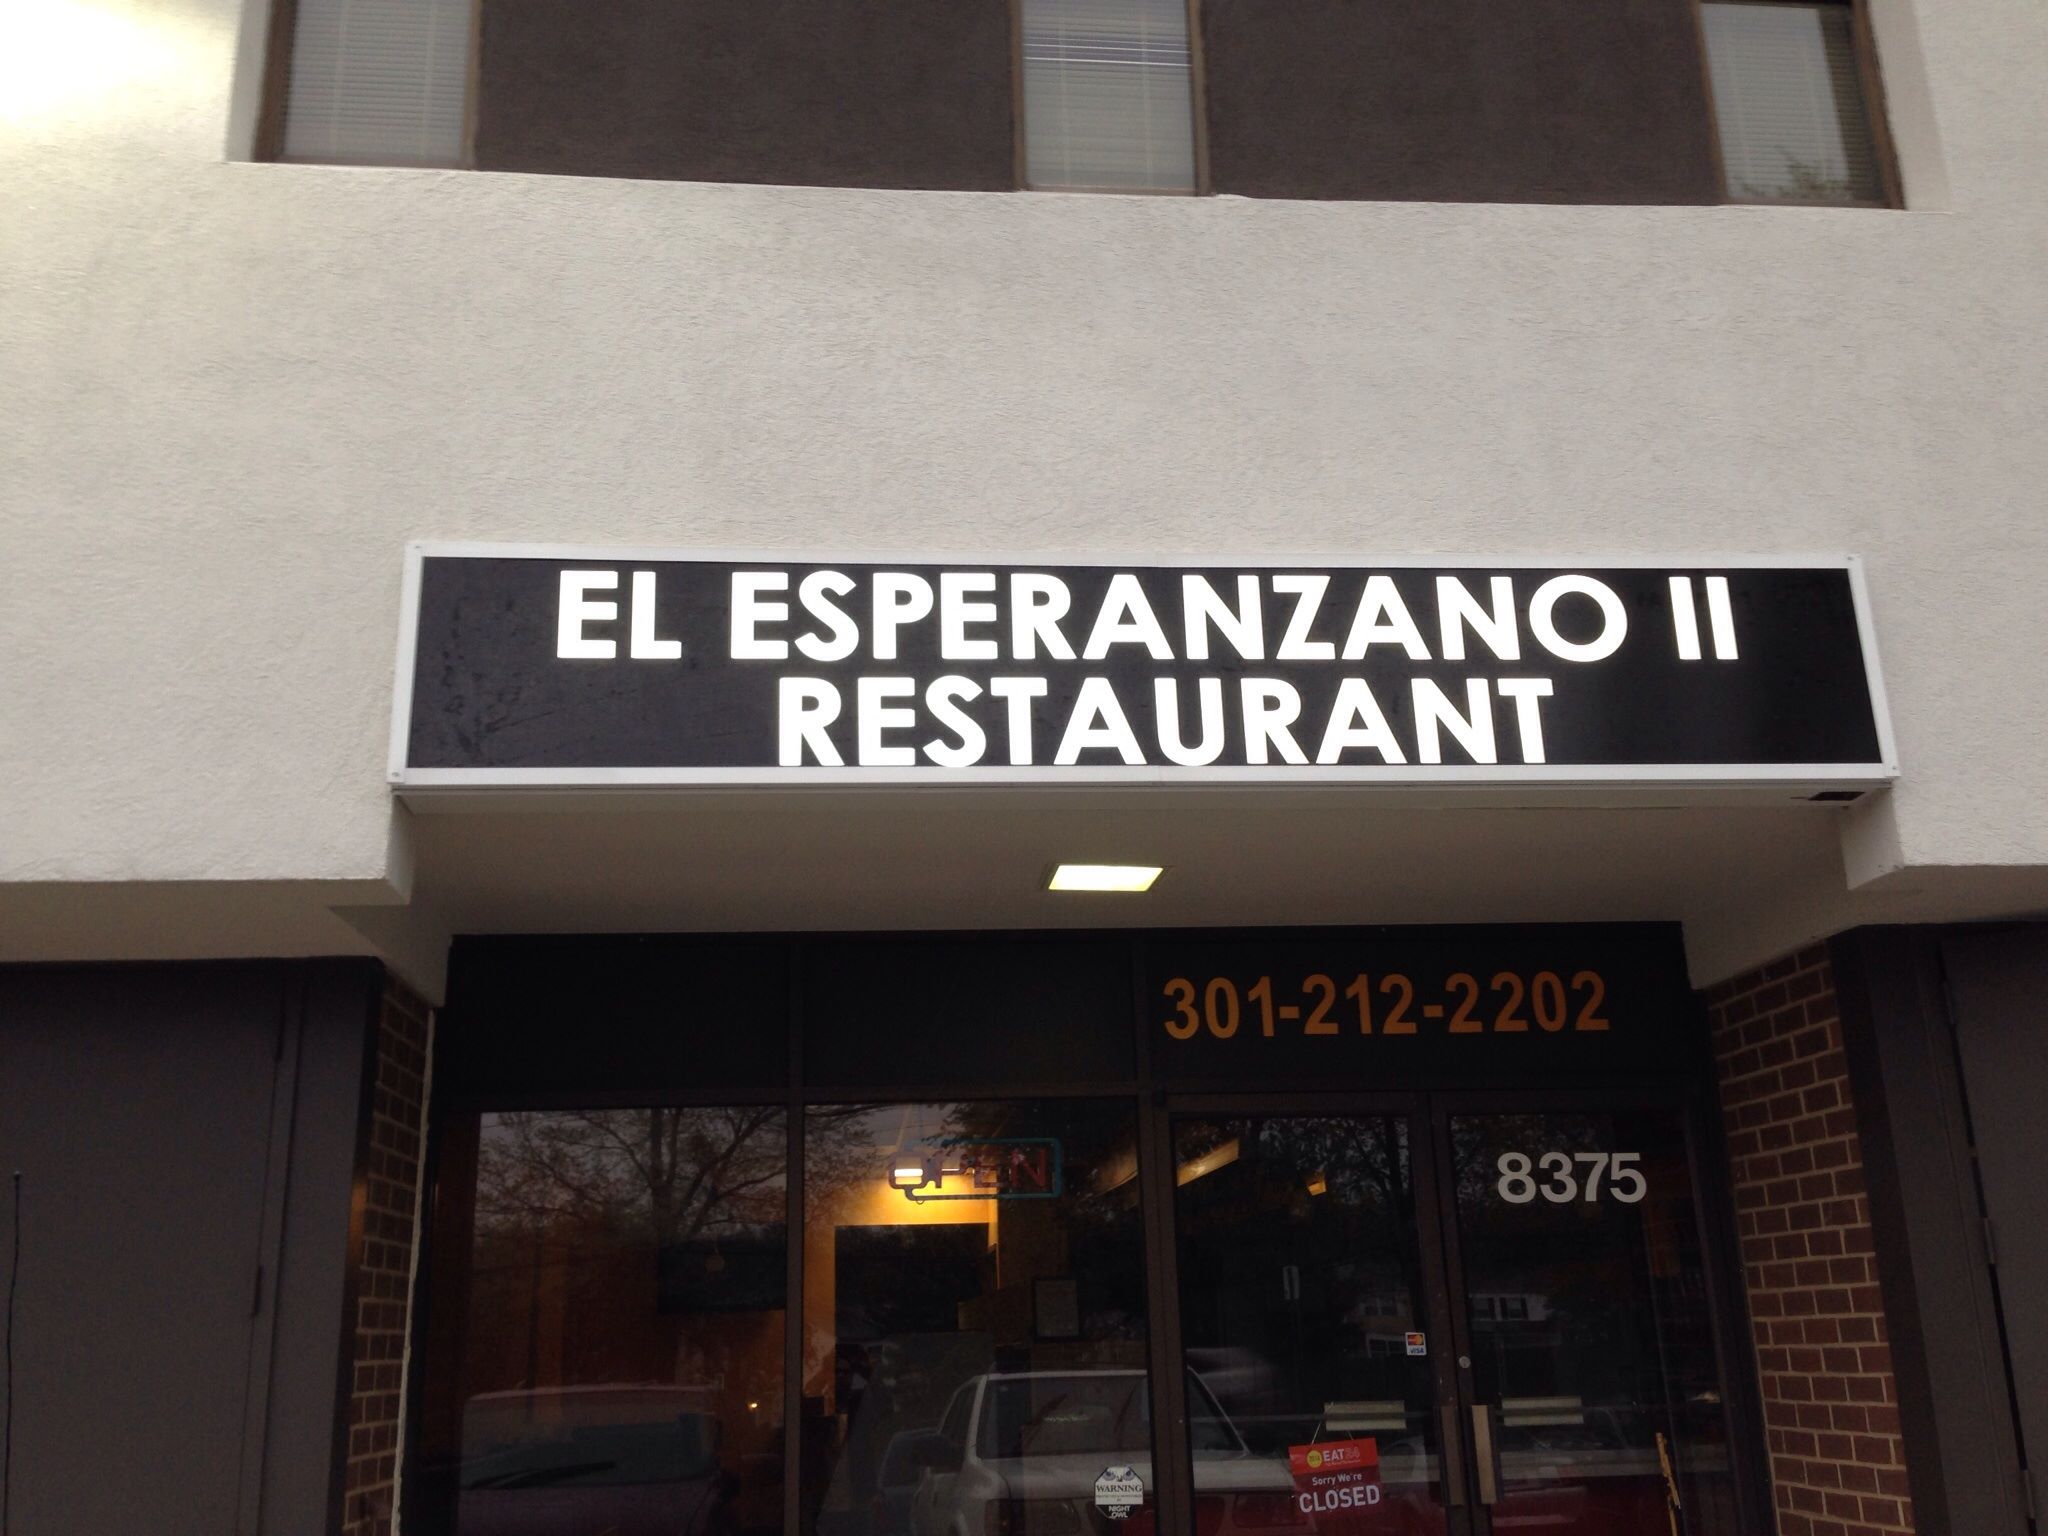 EL ESPERANZANO II
RESTAURANT
301-212-2202
OPEN
8375
VISA
EAT24
Sorry We're
CLOSED
WARNING
NIGHT
OWL